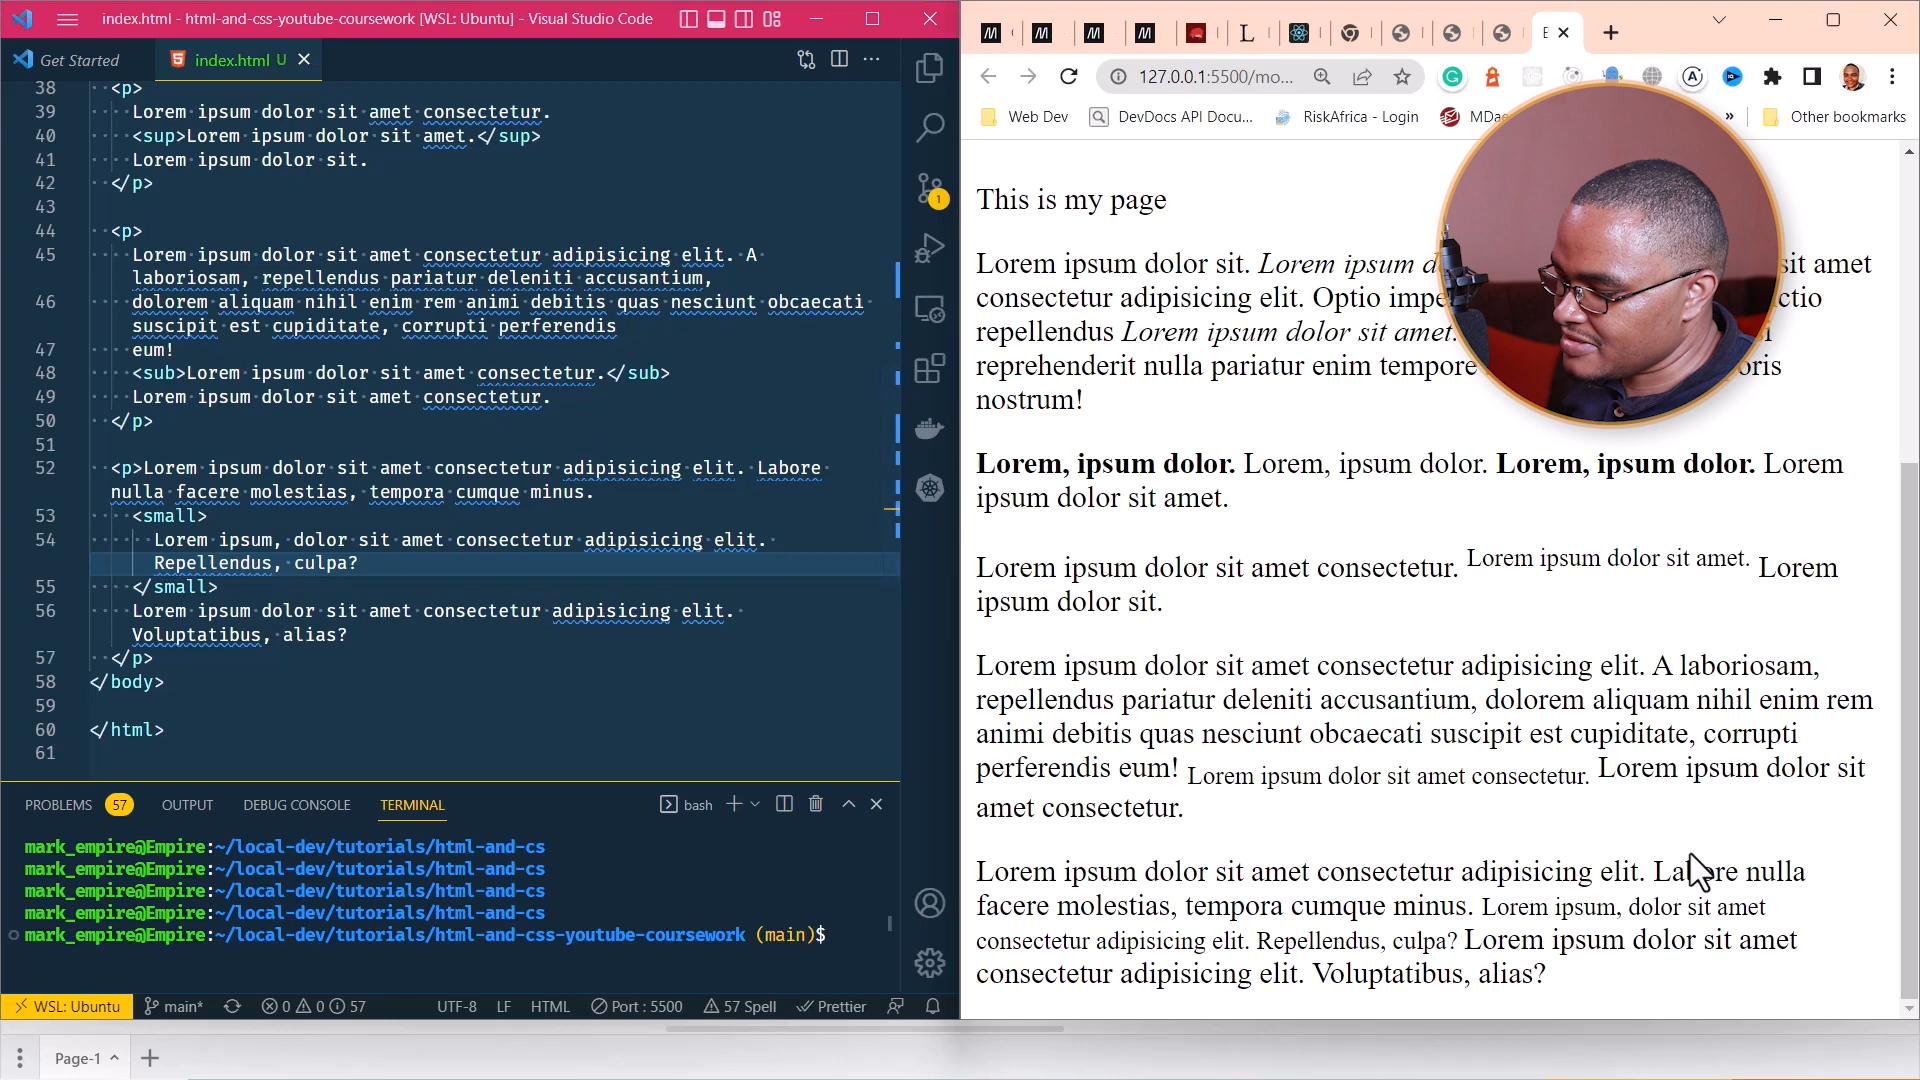 index.html - html-and-css-youtube-coursework [WSL: Ubuntu] - Visual Studio Code
Get Started
index.html U
38 <p>
39 Lorem ipsum dolor sit amet consectetur.
40 <sup>Lorem ipsum dolor sit amet.</sup>
41 Lorem ipsum dolor sit.
42 </p>
43
44 <p>
45 Lorem ipsum dolor sit amet consectetur adipisicing elit. A
laboriosam, repellendus pariatur deleniti accusantium,
46 dolorem aliquam nihil enim rem animi debitis quas nesciunt obcaecati
suscipit est cupiditate, corrupti perferendis
47 eum!
48 <sub>Lorem ipsum dolor sit amet consectetur.</sub>
49 Lorem ipsum dolor sit amet consectetur.
50 </p>
51
52 <p>Lorem ipsum dolor sit amet consectetur adipisicing elit. Labore
nulla facere molestias, tempora cumque minus.
53 <small>
54 Lorem ipsum, dolor sit amet consectetur adipisicing elit.
Repellendus, culpa?
55 </small>
56 Lorem ipsum dolor sit amet consectetur adipisicing elit.
Voluptatibus, alias?
57 </p>
58 </body>
59
60 </html>
61
1
PROBLEMS 57 OUTPUT DEBUG CONSOLE TERMINAL bash
mark_empire@Empire:~/local-dev/tutorials/html-and-cs
mark_empire@Empire:~/local-dev/tutorials/html-and-cs
mark_empire@Empire:~/local-dev/tutorials/html-and-cs
mark_empire@Empire:~/local-dev/tutorials/html-and-cs
mark_empire@Empire:~/local-dev/tutorials/html-and-css-youtube-coursework (main)$
WSL: Ubuntu main* 0 0 57 UTF-8 LF HTML Port : 5500 57 Spell Prettier
Page-1
127.0.0.1:5500/mo...
Web Dev DevDocs API Docu... RiskAfrica - Login MDae » Other bookmarks
This is my page
Lorem ipsum dolor sit. Lorem ipsum d sit amet
consectetur adipisicing elit. Optio impe ctio
repellendus Lorem ipsum dolor sit amet.
reprehenderit nulla pariatur enim tempore oris
nostrum!
Lorem, ipsum dolor. Lorem, ipsum dolor. Lorem, ipsum dolor. Lorem
ipsum dolor sit amet.
Lorem ipsum dolor sit amet consectetur. Lorem ipsum dolor sit amet. Lorem
ipsum dolor sit.
Lorem ipsum dolor sit amet consectetur adipisicing elit. A laboriosam,
repellendus pariatur deleniti accusantium, dolorem aliquam nihil enim rem
animi debitis quas nesciunt obcaecati suscipit est cupiditate, corrupti
perferendis eum! Lorem ipsum dolor sit amet consectetur. Lorem ipsum dolor sit
amet consectetur.
Lorem ipsum dolor sit amet consectetur adipisicing elit. Labore nulla
facere molestias, tempora cumque minus. Lorem ipsum, dolor sit amet
consectetur adipisicing elit. Repellendus, culpa? Lorem ipsum dolor sit amet
consectetur adipisicing elit. Voluptatibus, alias?